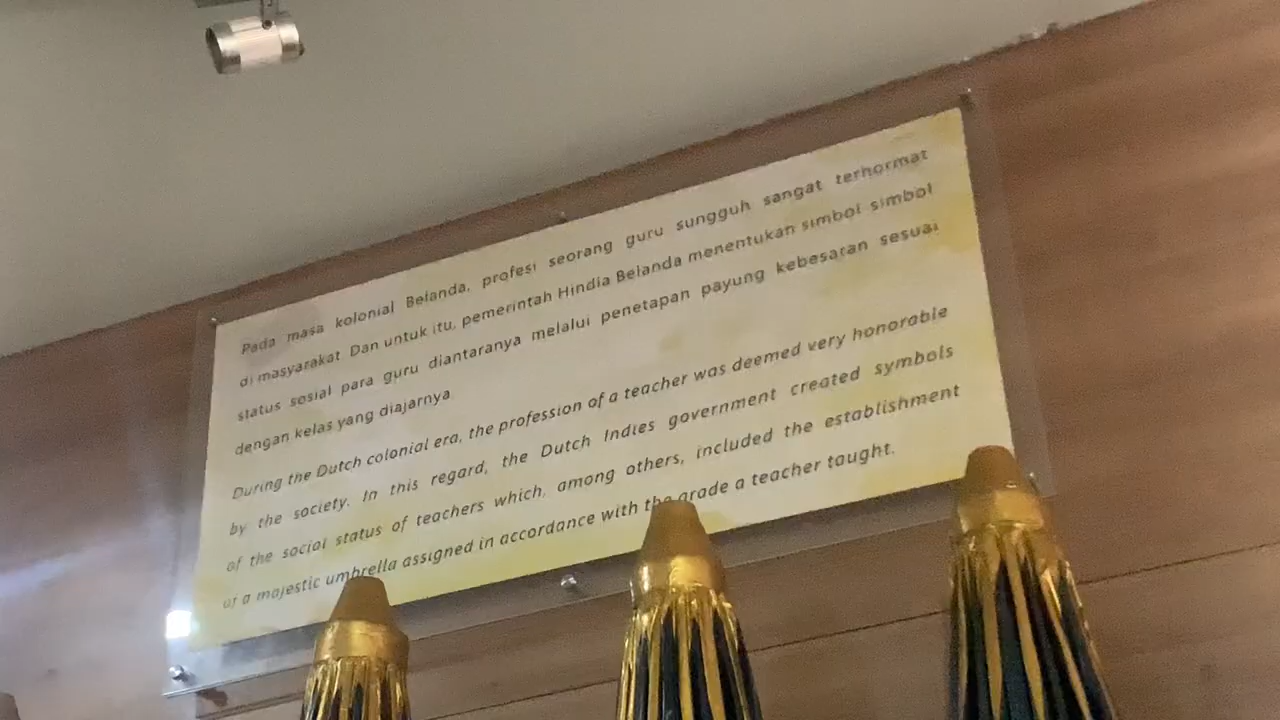 Pada masa kolonial Belanda, profesi seorang guru sungguh sangat terhormat
di masyarakat. Dan untuk itu, pemerintah Hindia Belanda menentukan simbol simbol
status sosial para guru diantaranya melalui penetapan payung kebesaran sesuai
dengan kelas yang diajarnya.
During the Dutch colonial era, the profession of a teacher was deemed very honorable
by the society. In this regard, the Dutch Indies government created symbols
of the social status of teachers which, among others, included the establishment
of a majestic umbrella assigned in accordance with the grade a teacher taught.